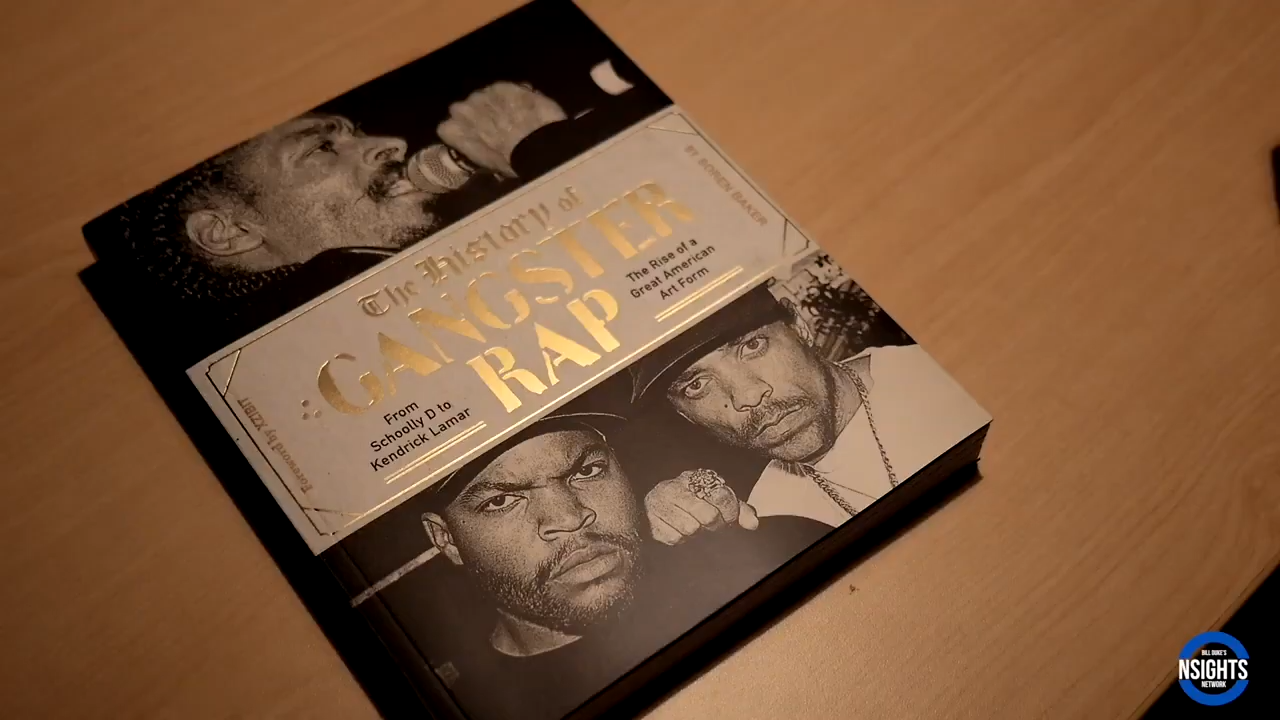 The History of
GANGSTER
RAP
From
Schoolly D to
Kendrick Lamar
The Rise of a
Great American
Art Form
BY SOREN BAKER
Foreword by XZIBIT
BILL DUKE'S
NSIGHTS
NETWORK